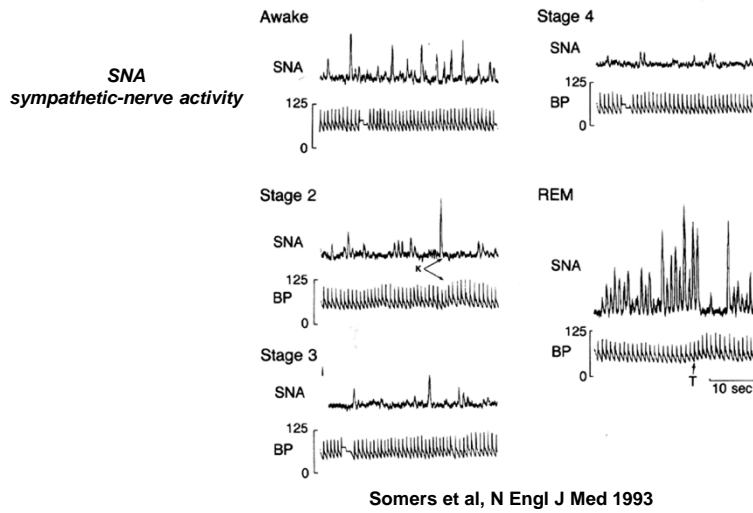 SNA
sympathetic-nerve activity
Awake
SNA
125
BP
0
Stage 2
SNA
K
125
BP
0
Stage 3
SNA
125
BP
0
Stage 4
SNA
125
BP
0
REM
SNA
125
BP
0
T
10 sec
Somers et al, N Engl J Med 1993